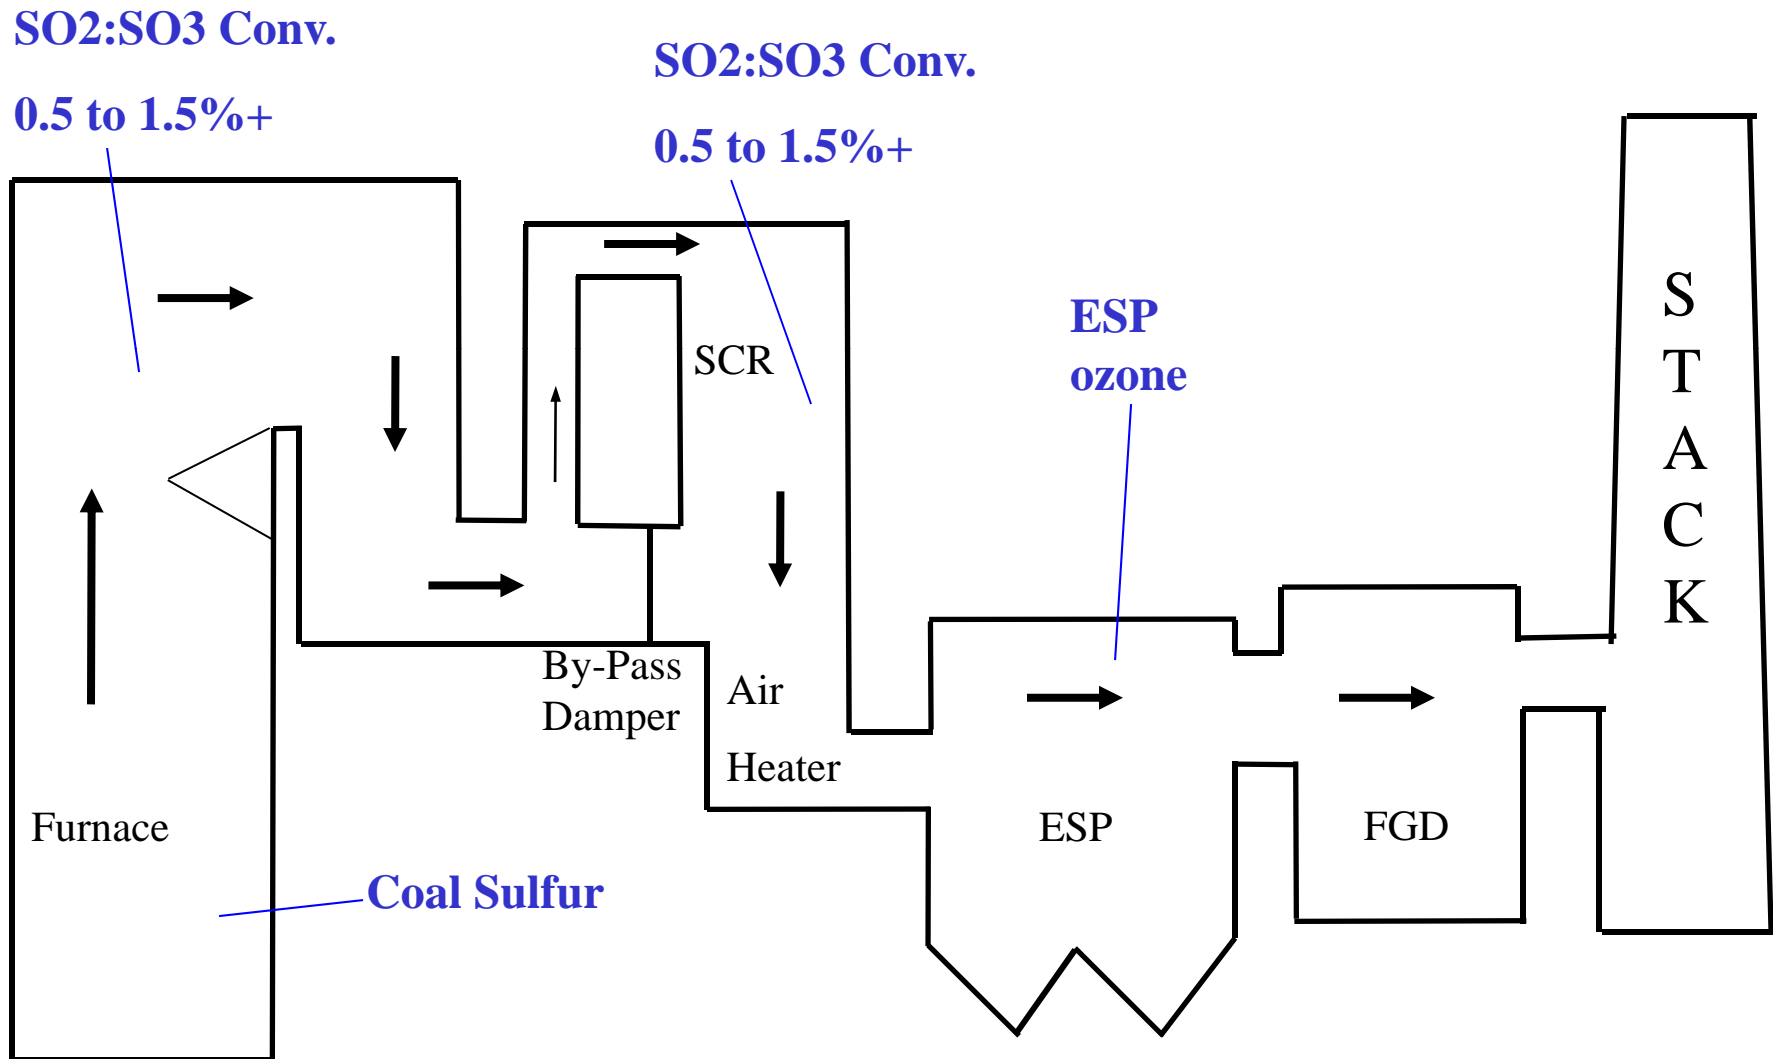 SO2:SO3 Conv.
0.5 to 1.5%+
SO2:SO3 Conv.
0.5 to 1.5%+
SCR
ESP
ozone
S
T
A
C
K
By-Pass
Damper
Air
Heater
Furnace
ESP
FGD
Coal Sulfur